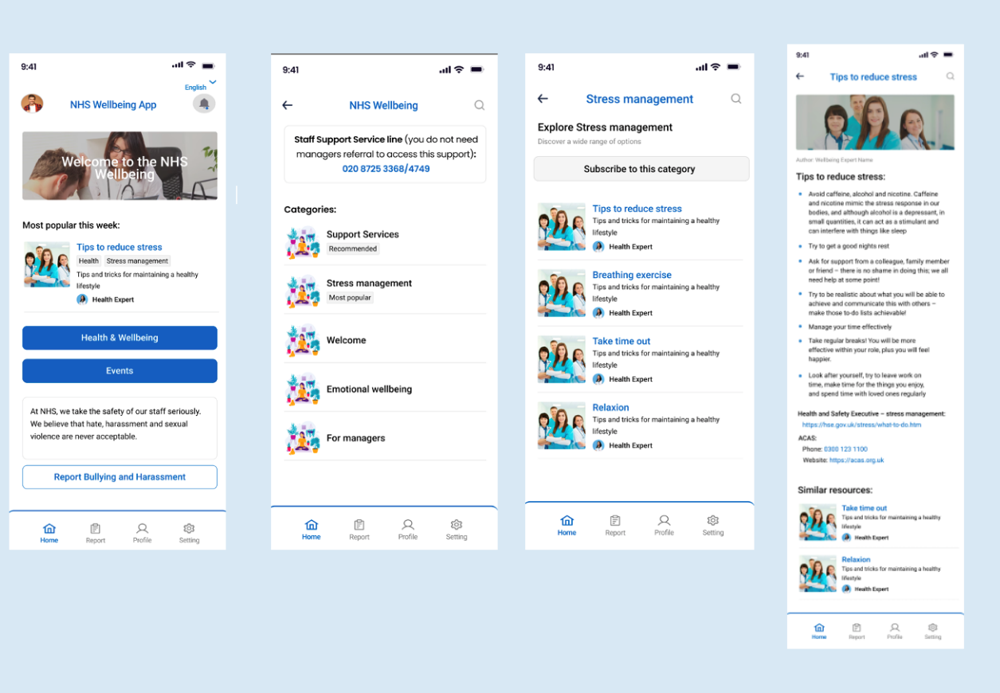 9:41
English
NHS Wellbeing App
Welcome to the NHS
Wellbeing
Most popular this week:
Tips to reduce stress
Health Stress management
Tips and tricks for maintaining a healthy
lifestyle
Health Expert
Health & Wellbeing
Events
At NHS, we take the safety of our staff seriously.
We believe that hate, harassment and sexual
violence are never acceptable.
Report Bullying and Harassment
Home Report Profile Setting
9:41
NHS Wellbeing
Staff Support Service line (you do not need
managers referral to access this support):
020 8725 3368/4749
Categories:
Support Services
Recommended
Stress management
Most popular
Welcome
Emotional wellbeing
For managers
Home Report Profile Setting
9:41
Stress management
Explore Stress management
Discover a wide range of options
Subscribe to this category
Tips to reduce stress
Tips and tricks for maintaining a healthy
lifestyle
Health Expert
Breathing exercise
Tips and tricks for maintaining a healthy
lifestyle
Health Expert
Take time out
Tips and tricks for maintaining a healthy
lifestyle
Health Expert
Relaxion
Tips and tricks for maintaining a healthy
lifestyle
Health Expert
Home Report Profile Setting
9:41
Tips to reduce stress
Author: Wellbeing Expert Name
Tips to reduce stress:
Avoid caffeine, alcohol and nicotine. Caffeine
and nicotine mimic the stress response in our
bodies, and although alcohol is a depressant, in
small quantities, it can act as a stimulant and
can interfere with things like sleep
Try to get a good nights rest
Ask for support from a colleague, family member
or friend – there is no shame in doing this; we all
need help at some point!
Try to be realistic about what you will be able to
achieve and communicate this with others –
make those to-do lists achievable!
Manage your time effectively
Take regular breaks! You will be more
effective within your role, plus you will feel
happier.
Look after yourself, try to leave work on
time, make time for the things you enjoy,
and spend time with loved ones regularly
Health and Safety Executive – stress management:
https://hse.gov.uk/stress/what-to-do.htm
ACAS:
Phone: 0300 123 1100
Website: https://acas.org.uk
Similar resources:
Take time out
Tips and tricks for maintaining a healthy
lifestyle
Health Expert
Relaxion
Tips and tricks for maintaining a healthy
lifestyle
Health Expert
Home Report Profile Setting